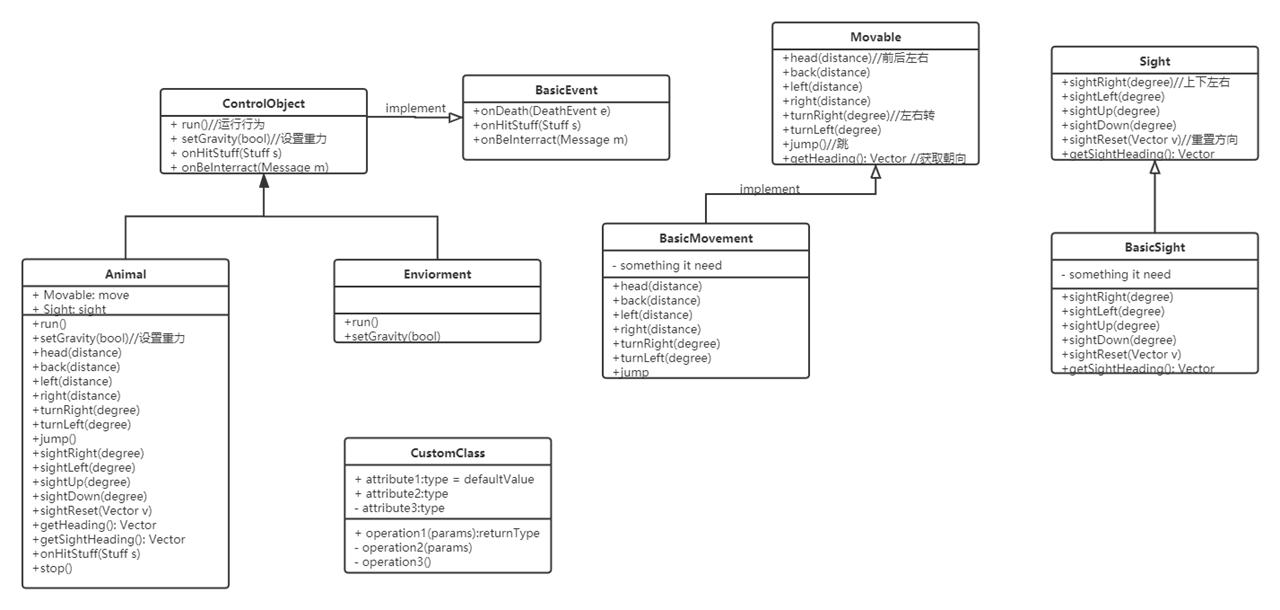 ControlObject
+ run()//运行行为
+ setGravity(bool)//设置重力
+ onHitStuff(Stuff s)
+ onBeInterract(Message m)
implement
BasicEvent
+onDeath(DeathEvent e)
+onHitStuff(Stuff s)
+onBeInterract(Message m)
Movable
+head(distance)//前后左右
+back(distance)
+left(distance)
+right(distance)
+turnRight(degree)//左右转
+turnLeft(degree)
+jump()//跳
+getHeading(): Vector //获取朝向
Sight
+sightRight(degree)//上下左右
+sightLeft(degree)
+sightUp(degree)
+sightDown(degree)
+sightReset(Vector v)//重置方向
+getSightHeading(): Vector
implement
Animal
+ Movable: move
+ Sight: sight
+run()
+setGravity(bool)//设置重力
+head(distance)
+back(distance)
+left(distance)
+right(distance)
+turnRight(degree)
+turnLeft(degree)
+jump()
+sightRight(degree)
+sightLeft(degree)
+sightUp(degree)
+sightDown(degree)
+sightReset(Vector v)
+getHeading(): Vector
+getSightHeading(): Vector
+onHitStuff(Stuff s)
+stop()
Enviorment
+run()
+setGravity(bool)
BasicMovement
- something it need
+head(distance)
+back(distance)
+left(distance)
+right(distance)
+turnRight(degree)
+turnLeft(degree)
+jump
BasicSight
- something it need
+sightRight(degree)
+sightLeft(degree)
+sightUp(degree)
+sightDown(degree)
+sightReset(Vector v)
+getSightHeading(): Vector
CustomClass
+ attribute1:type = defaultValue
+ attribute2:type
- attribute3:type
+ operation1(params):returnType
- operation2(params)
- operation3()